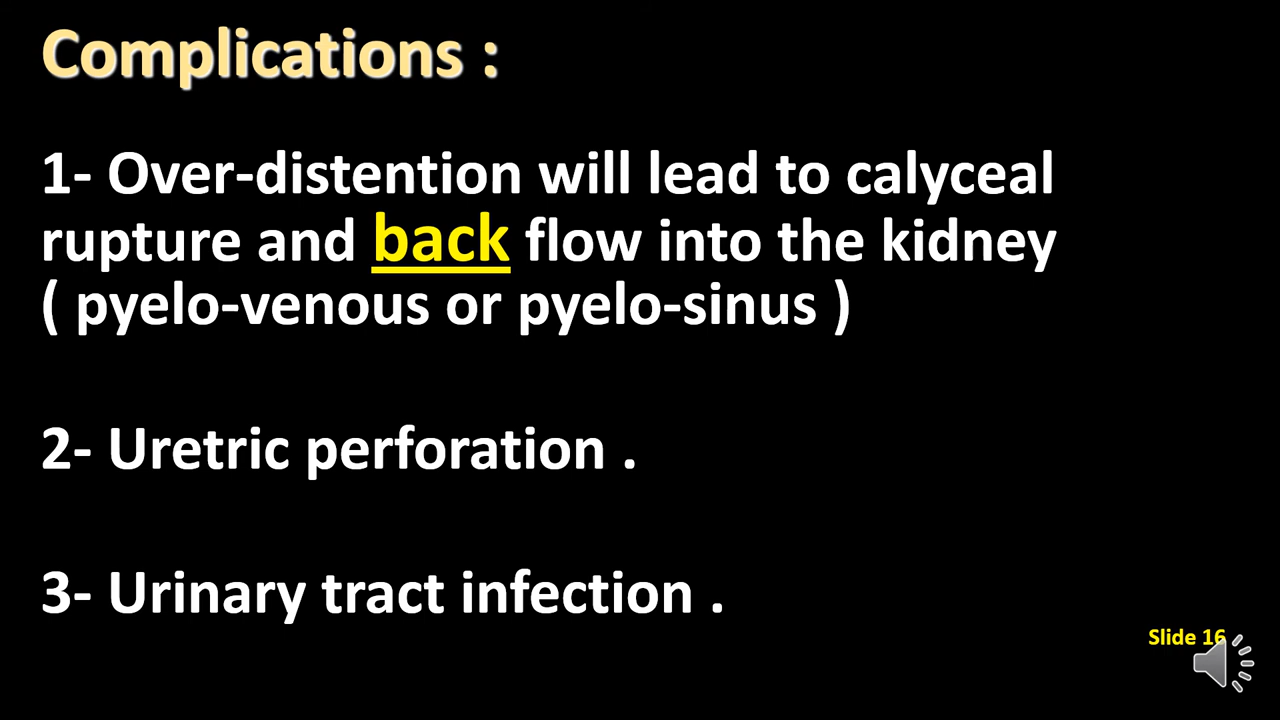 Complications :
1- Over-distention will lead to calyceal
rupture and back flow into the kidney
( pyelo-venous or pyelo-sinus )
2- Uretric perforation .
3- Urinary tract infection .
Slide 16